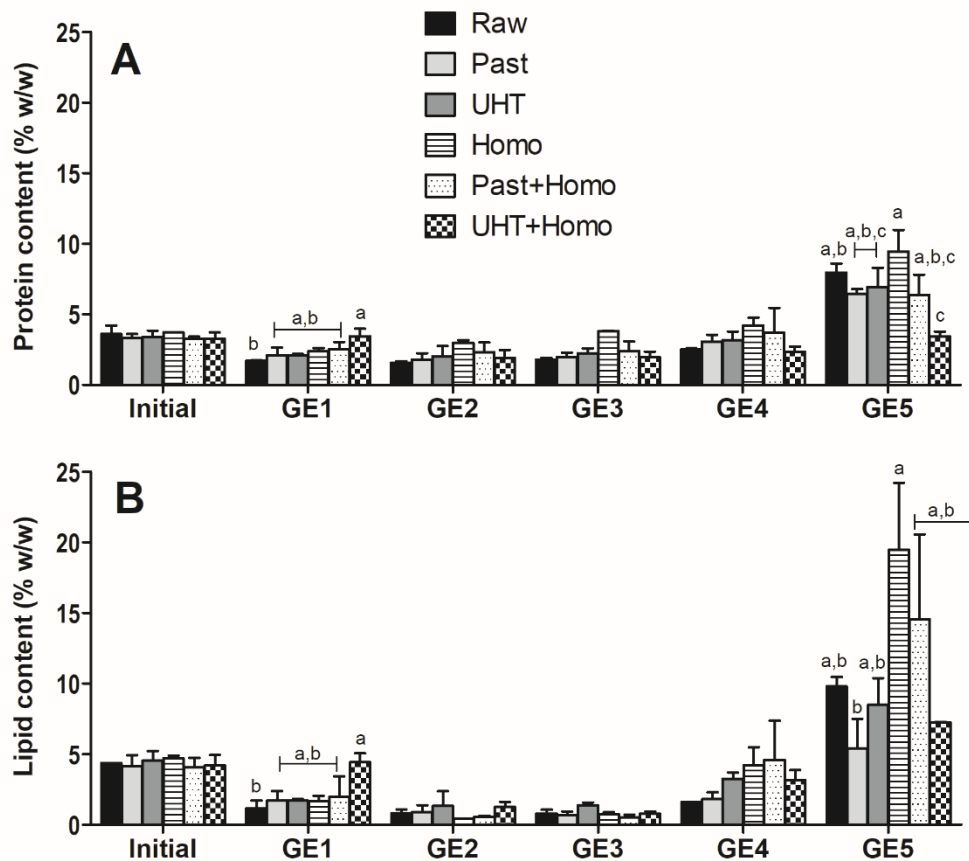 A
Protein content (% w/w)
25
20
15
10
5
0
Raw
Past
UHT
Homo
Past+Homo
UHT+Homo
b
a,b
a
a,b
a,b,c
a
a,b,c
c
Initial
GE1
GE2
GE3
GE4
GE5
B
Lipid content (% w/w)
25
20
15
10
5
0
b
a,b
a
a,b
b
a,b
a
a,b
Initial
GE1
GE2
GE3
GE4
GE5